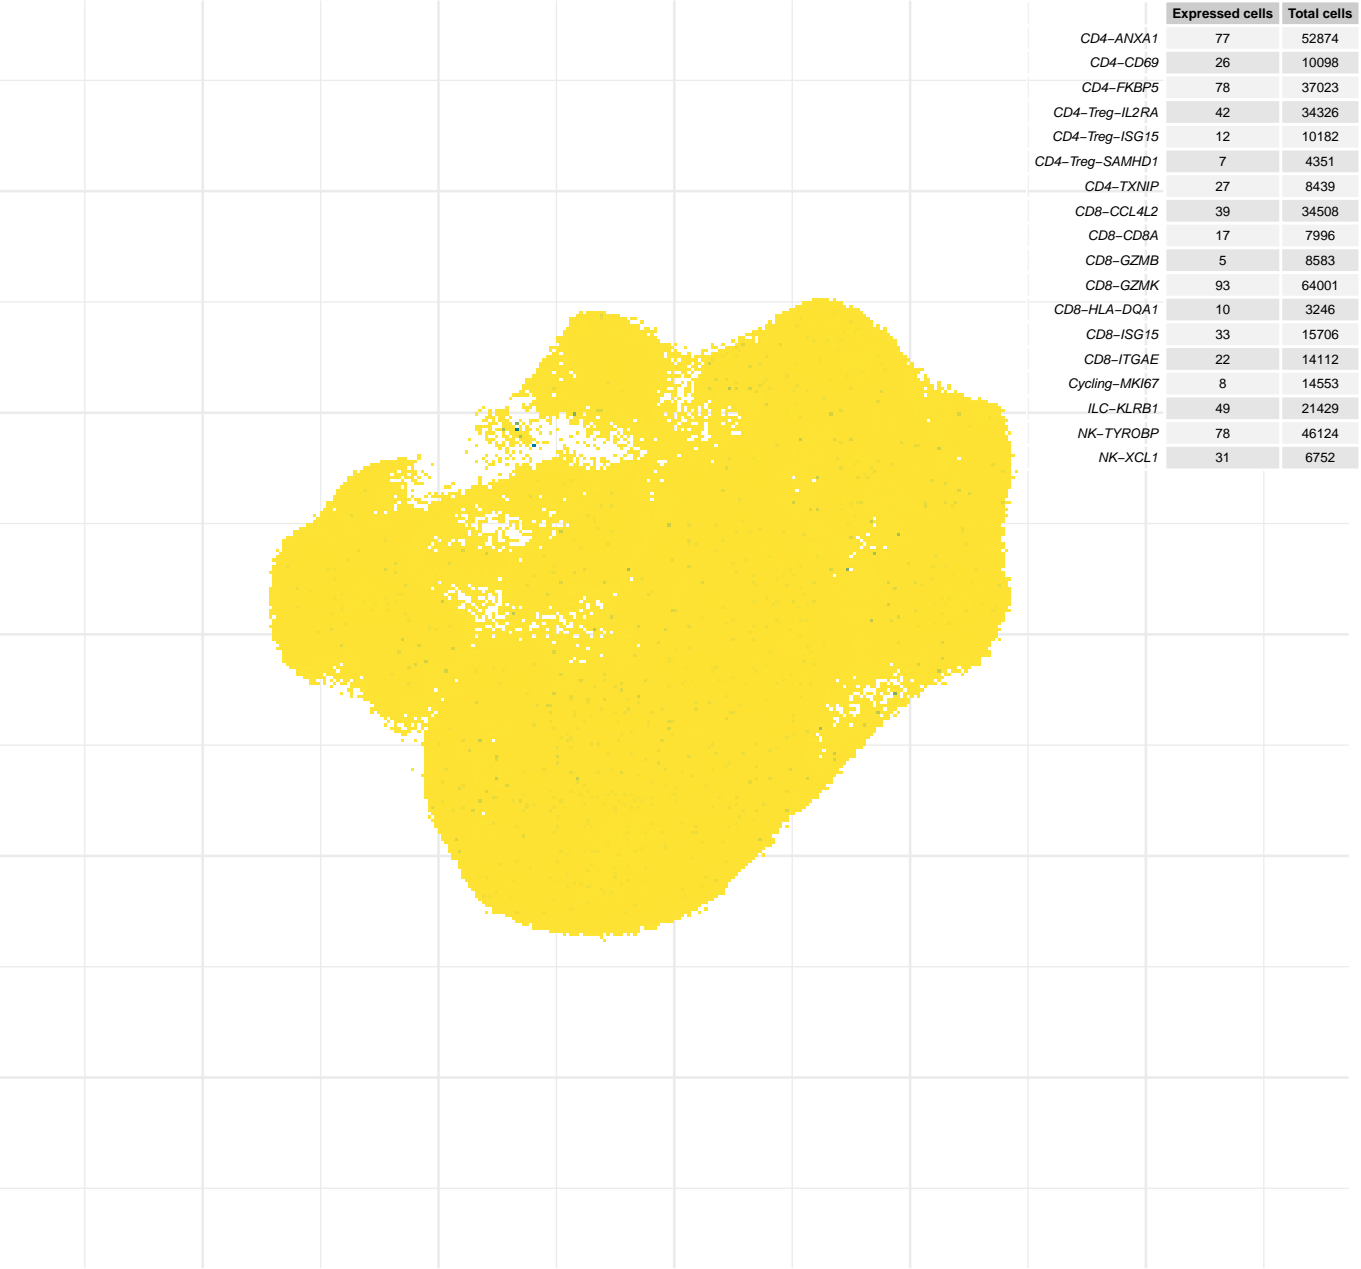 Expressed cells Total cells
CD4−ANXA1 77 52874
CD4−CD69 26 10098
CD4−FKBP5 78 37023
CD4−Treg−IL2RA 42 34326
CD4−Treg−ISG15 12 10182
CD4−Treg−SAMHD1 7 4351
CD4−TXNIP 27 8439
CD8−CCL4L2 39 34508
CD8−CD8A 17 7996
CD8−GZMB 5 8583
CD8−GZMK 93 64001
CD8−HLA−DQA1 10 3246
CD8−ISG15 33 15706
CD8−ITGAE 22 14112
Cycling−MKI67 8 14553
ILC−KLRB1 49 21429
NK−TYROBP 78 46124
NK−XCL1 31 6752